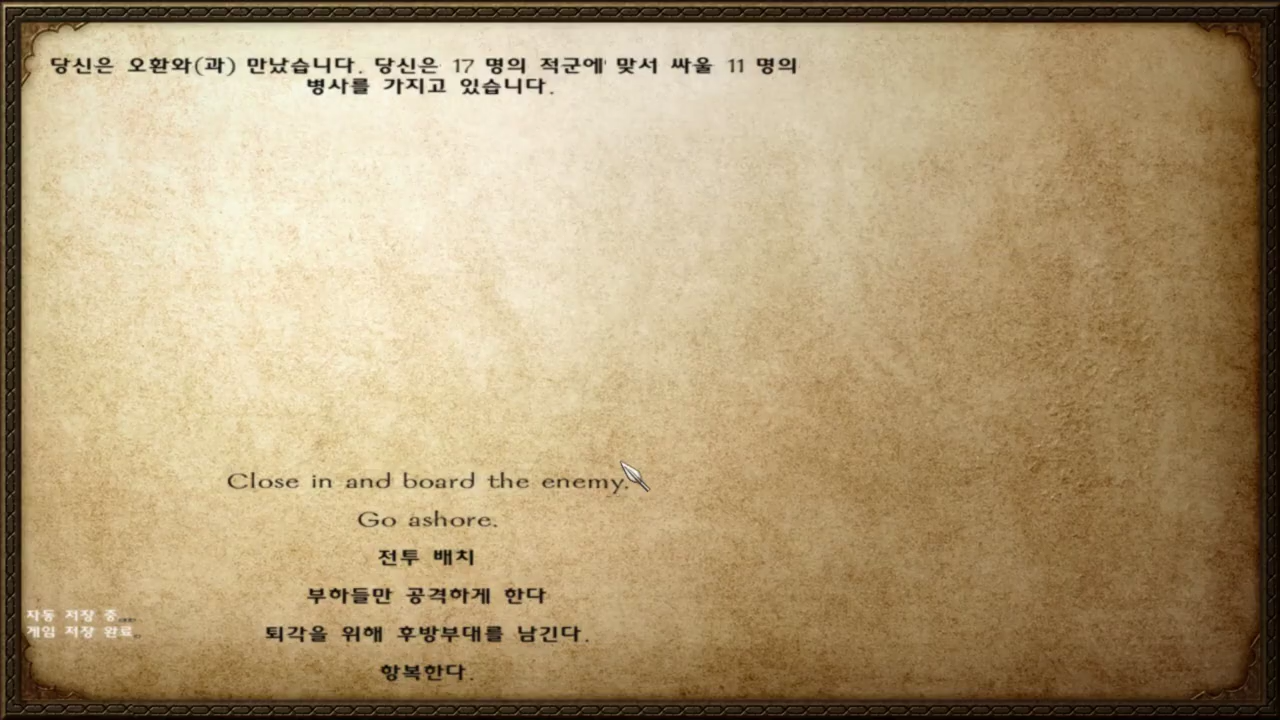 당신은 오환와(과) 만났습니다. 당신은 17 명의 적군에 맞서 싸울 11 명의
병사를 가지고 있습니다.
Close in and board the enemy.
Go ashore.
전투 배치
부하들만 공격하게 한다
자동 저장 중...
게임 저장 완료.
퇴각을 위해 후방부대를 남긴다.
항복한다.